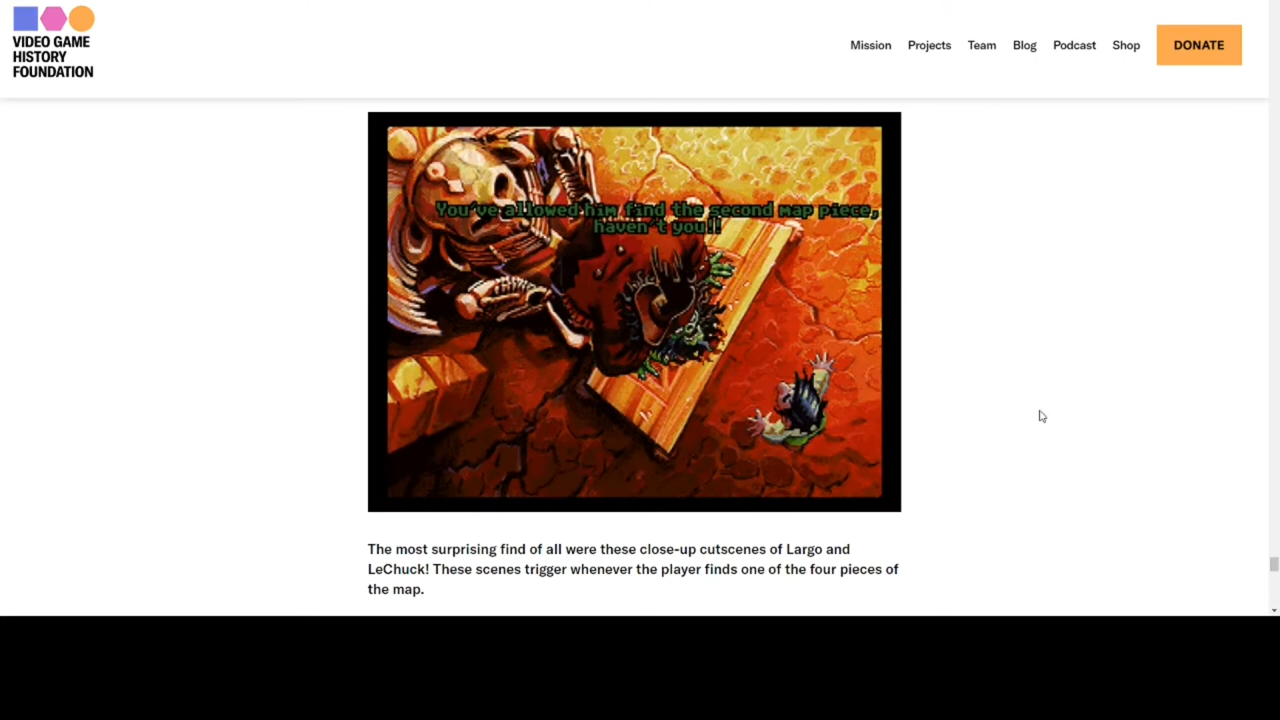 VIDEO GAME
HISTORY
FOUNDATION
Mission Projects Team Blog Podcast Shop DONATE
You've allowed him find the second map piece,
haven't you!!
The most surprising find of all were these close-up cutscenes of Largo and
LeChuck! These scenes trigger whenever the player finds one of the four pieces of
the map.